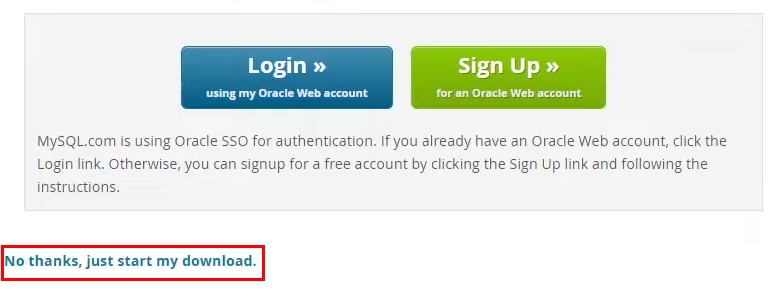 Login »
using my Oracle Web account
Sign Up »
for an Oracle Web account
MySQL.com is using Oracle SSO for authentication. If you already have an Oracle Web account, click the
Login link. Otherwise, you can signup for a free account by clicking the Sign Up link and following the
instructions.
No thanks, just start my download.